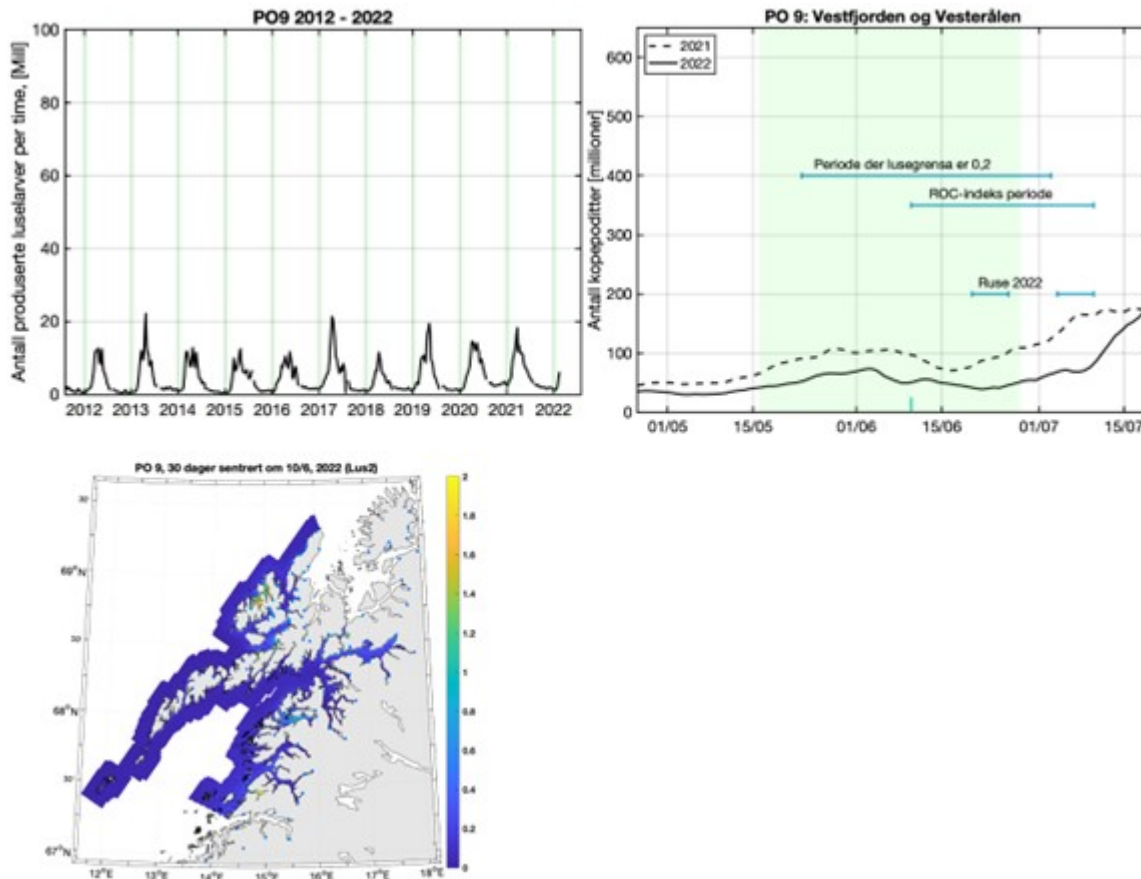 PO9 2012 - 2022
Antall produserte luselarver per time, [Mill]
100
80
60
40
20
0
2012 2013 2014 2015 2016 2017 2018 2019 2020 2021 2022
PO 9: Vestfjorden og Vesterålen
Antall kopepoditter [millioner]
2021
2022
600
500
400
300
200
100
0
Periode der lusegrensa er 0,2
ROC-indeks periode
Ruse 2022
01/05 15/05 01/06 15/06 01/07 15/07
PO 9, 30 dager sentrert om 10/6, 2022 (Lus2)
30'
69°N
30'
68°N
30'
67°N
12°E 13°E 14°E 15°E 16°E 17°E 18°E
2
1.8
1.6
1.4
1.2
1
0.8
0.6
0.4
0.2
0